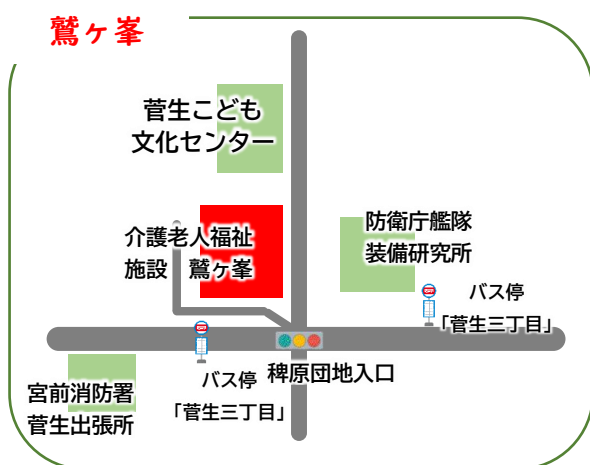 鷲ヶ峯
菅生こども
文化センター
介護老人福祉
施設　鷲ヶ峯
防衛庁艦隊
装備研究所
バス停
「菅生三丁目」
稗原団地入口
バス停
「菅生三丁目」
宮前消防署
菅生出張所